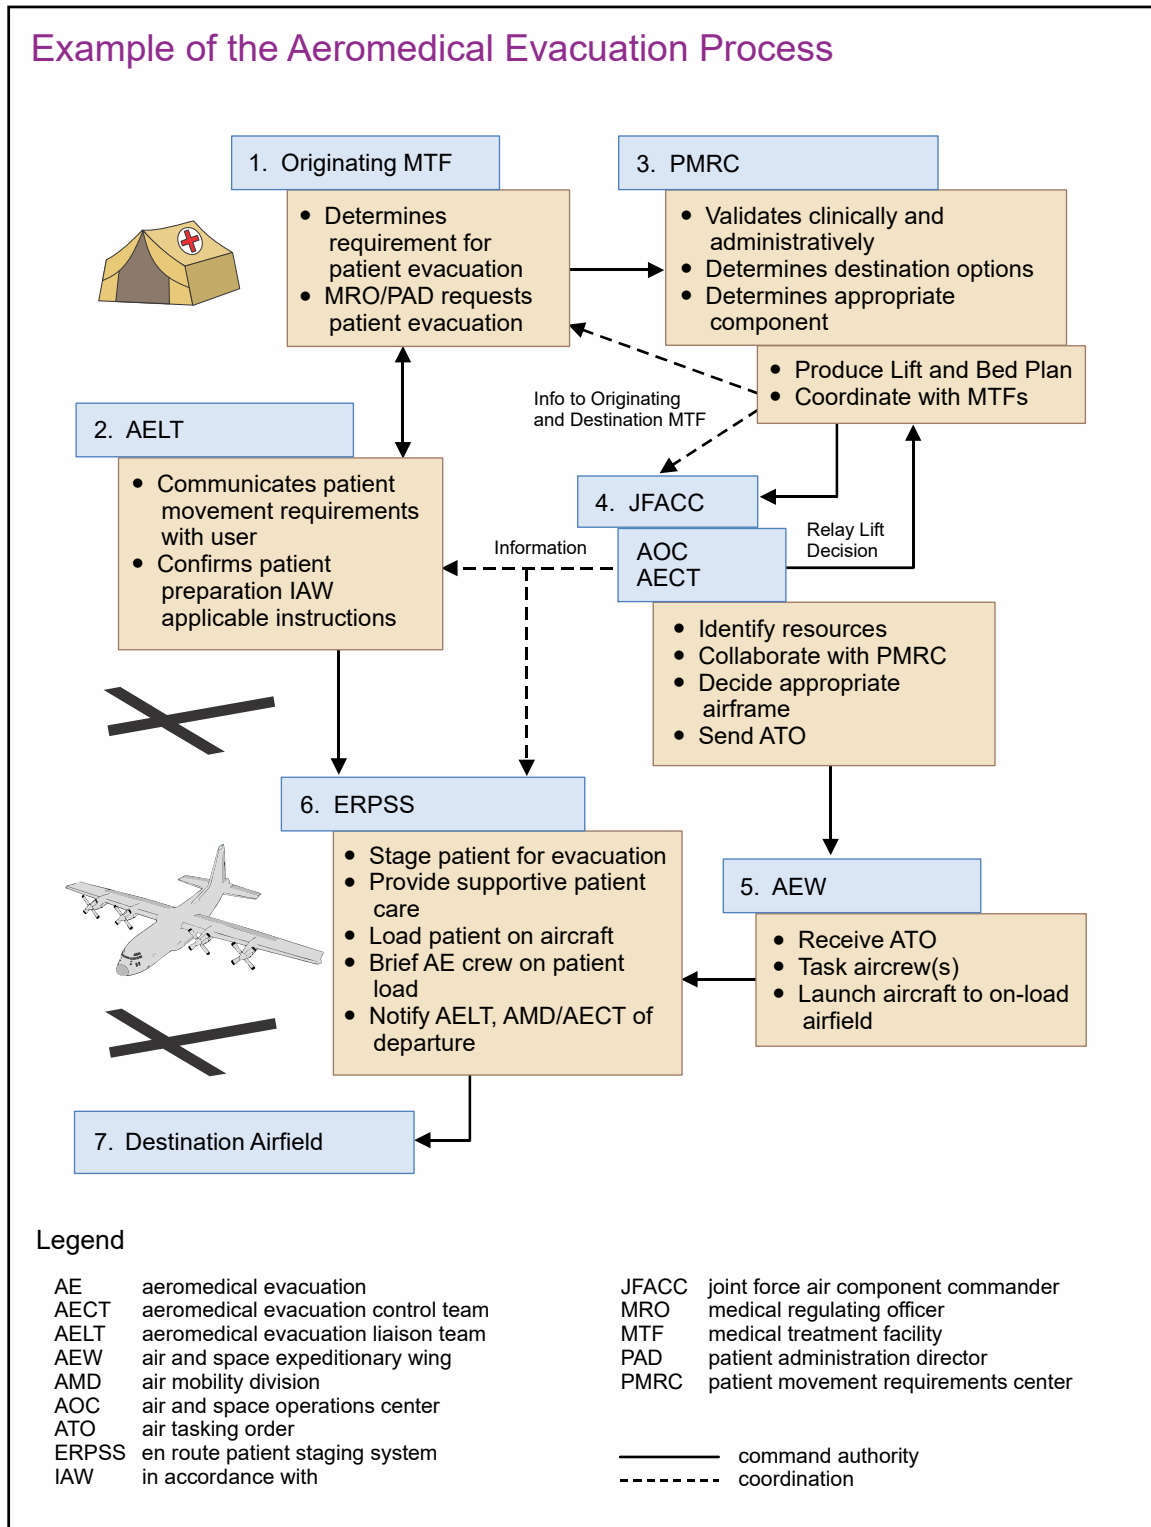 Example of the Aeromedical Evacuation Process
1. Originating MTF
• Determines
requirement for
patient evacuation
• MRO/PAD requests
patient evacuation
3. PMRC
• Validates clinically and
administratively
• Determines destination options
• Determines appropriate
component
• Produce Lift and Bed Plan
• Coordinate with MTFs
Info to Originating
and Destination MTF
2. AELT
• Communicates patient
movement requirements
with user
• Confirms patient
preparation IAW
applicable instructions
4. JFACC
AOC
AECT
Information
Relay Lift
Decision
• Identify resources
• Collaborate with PMRC
• Decide appropriate
airframe
• Send ATO
6. ERPSS
• Stage patient for evacuation
• Provide supportive patient
care
• Load patient on aircraft
• Brief AE crew on patient
load
• Notify AELT, AMD/AECT of
departure
5. AEW
• Receive ATO
• Task aircrew(s)
• Launch aircraft to on-load
airfield
7. Destination Airfield
Legend
AE aeromedical evacuation
AECT aeromedical evacuation control team
AELT aeromedical evacuation liaison team
AEW air and space expeditionary wing
AMD air mobility division
AOC air and space operations center
ATO air tasking order
ERPSS en route patient staging system
IAW in accordance with
JFACC joint force air component commander
MRO medical regulating officer
MTF medical treatment facility
PAD patient administration director
PMRC patient movement requirements center
command authority
coordination